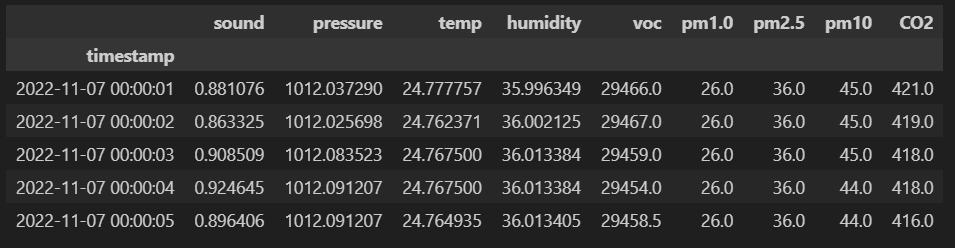 sound pressure temp humidity voc pm1.0 pm2.5 pm10 CO2
timestamp
2022-11-07 00:00:01 0.881076 1012.037290 24.777757 35.996349 29466.0 26.0 36.0 45.0 421.0
2022-11-07 00:00:02 0.863325 1012.025698 24.762371 36.002125 29467.0 26.0 36.0 45.0 419.0
2022-11-07 00:00:03 0.908509 1012.083523 24.767500 36.013384 29459.0 26.0 36.0 45.0 418.0
2022-11-07 00:00:04 0.924645 1012.091207 24.767500 36.013384 29454.0 26.0 36.0 44.0 418.0
2022-11-07 00:00:05 0.896406 1012.091207 24.764935 36.013405 29458.5 26.0 36.0 44.0 416.0